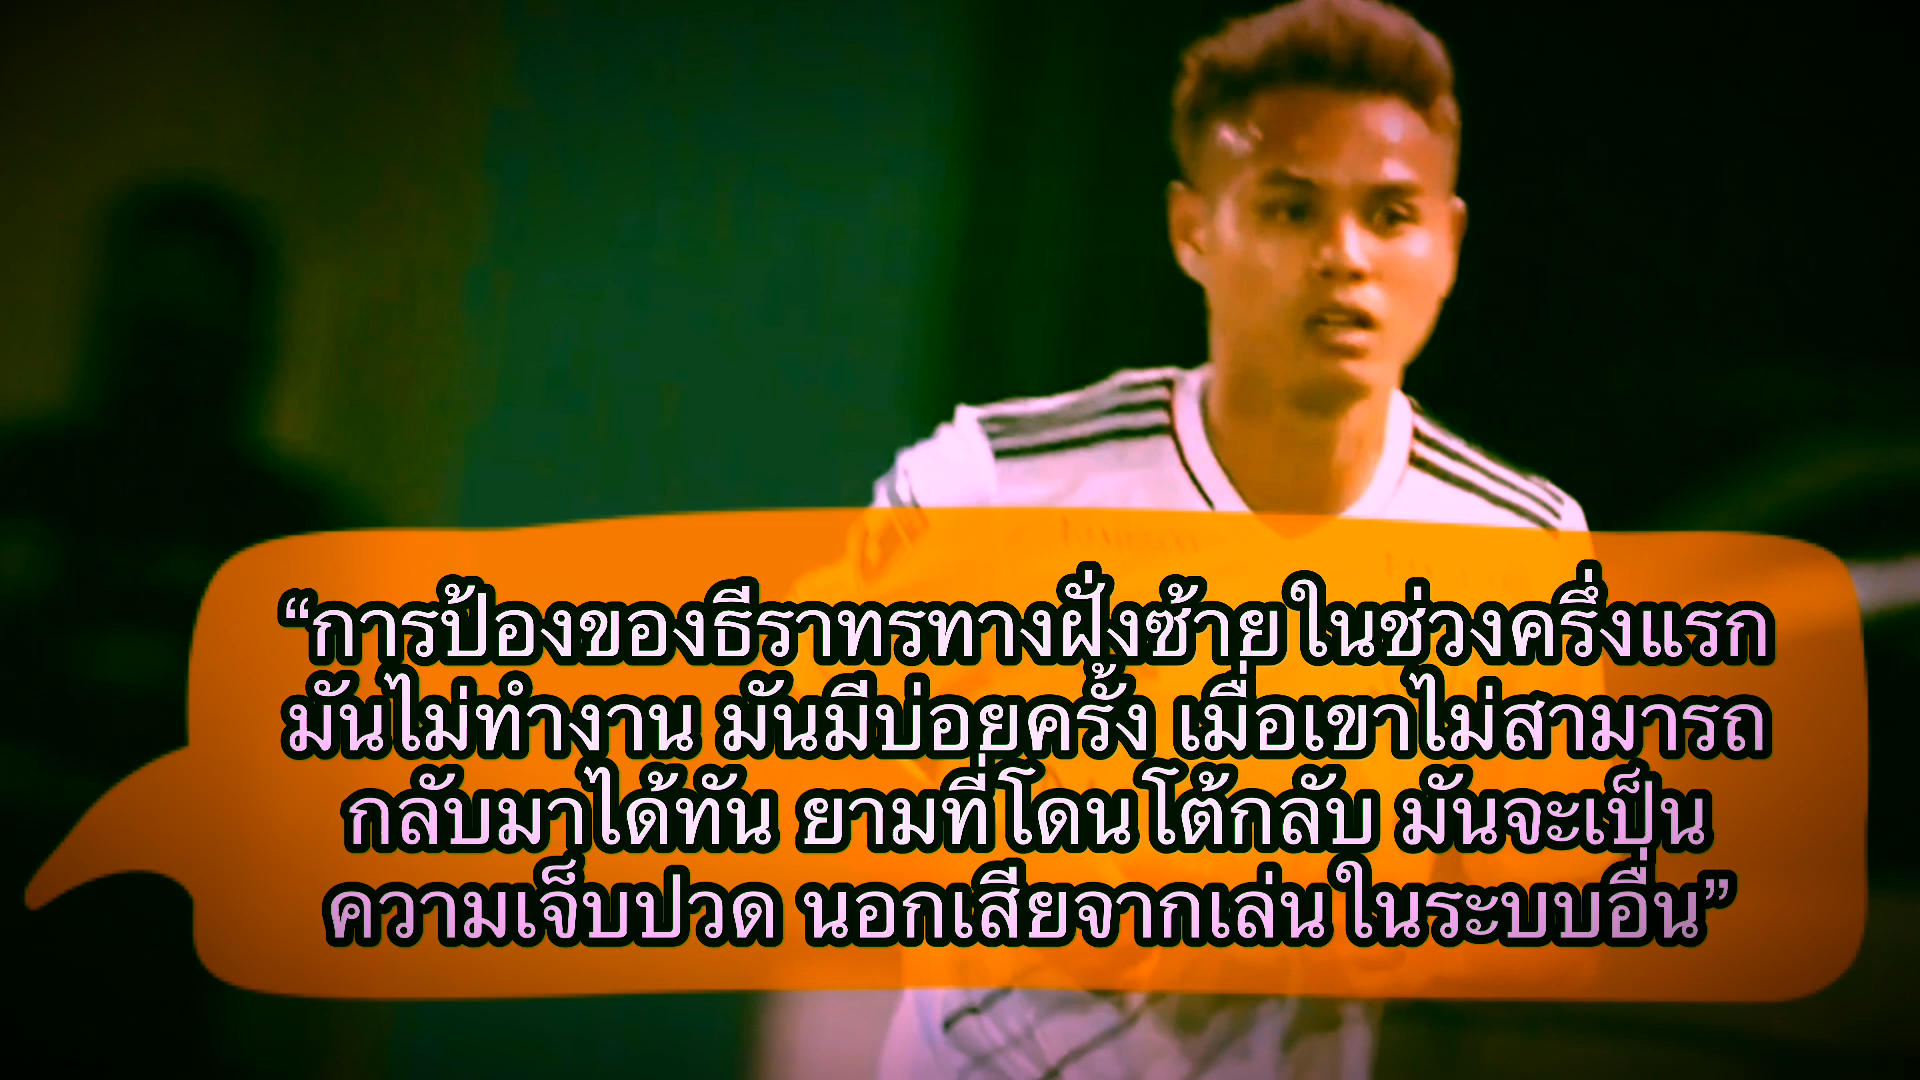 “การป้องของธีราทรทางฝั่งซ้ายในช่วงครึ่งแรก
มันไม่ทำงาน มันมีบ่อยครั้ง เมื่อเขาไม่สามารถ
กลับมาได้ทัน ยามที่โดนโต้กลับ มันจะเป็น
ความเจ็บปวด นอกเสียจากเล่นในระบบอื่น”